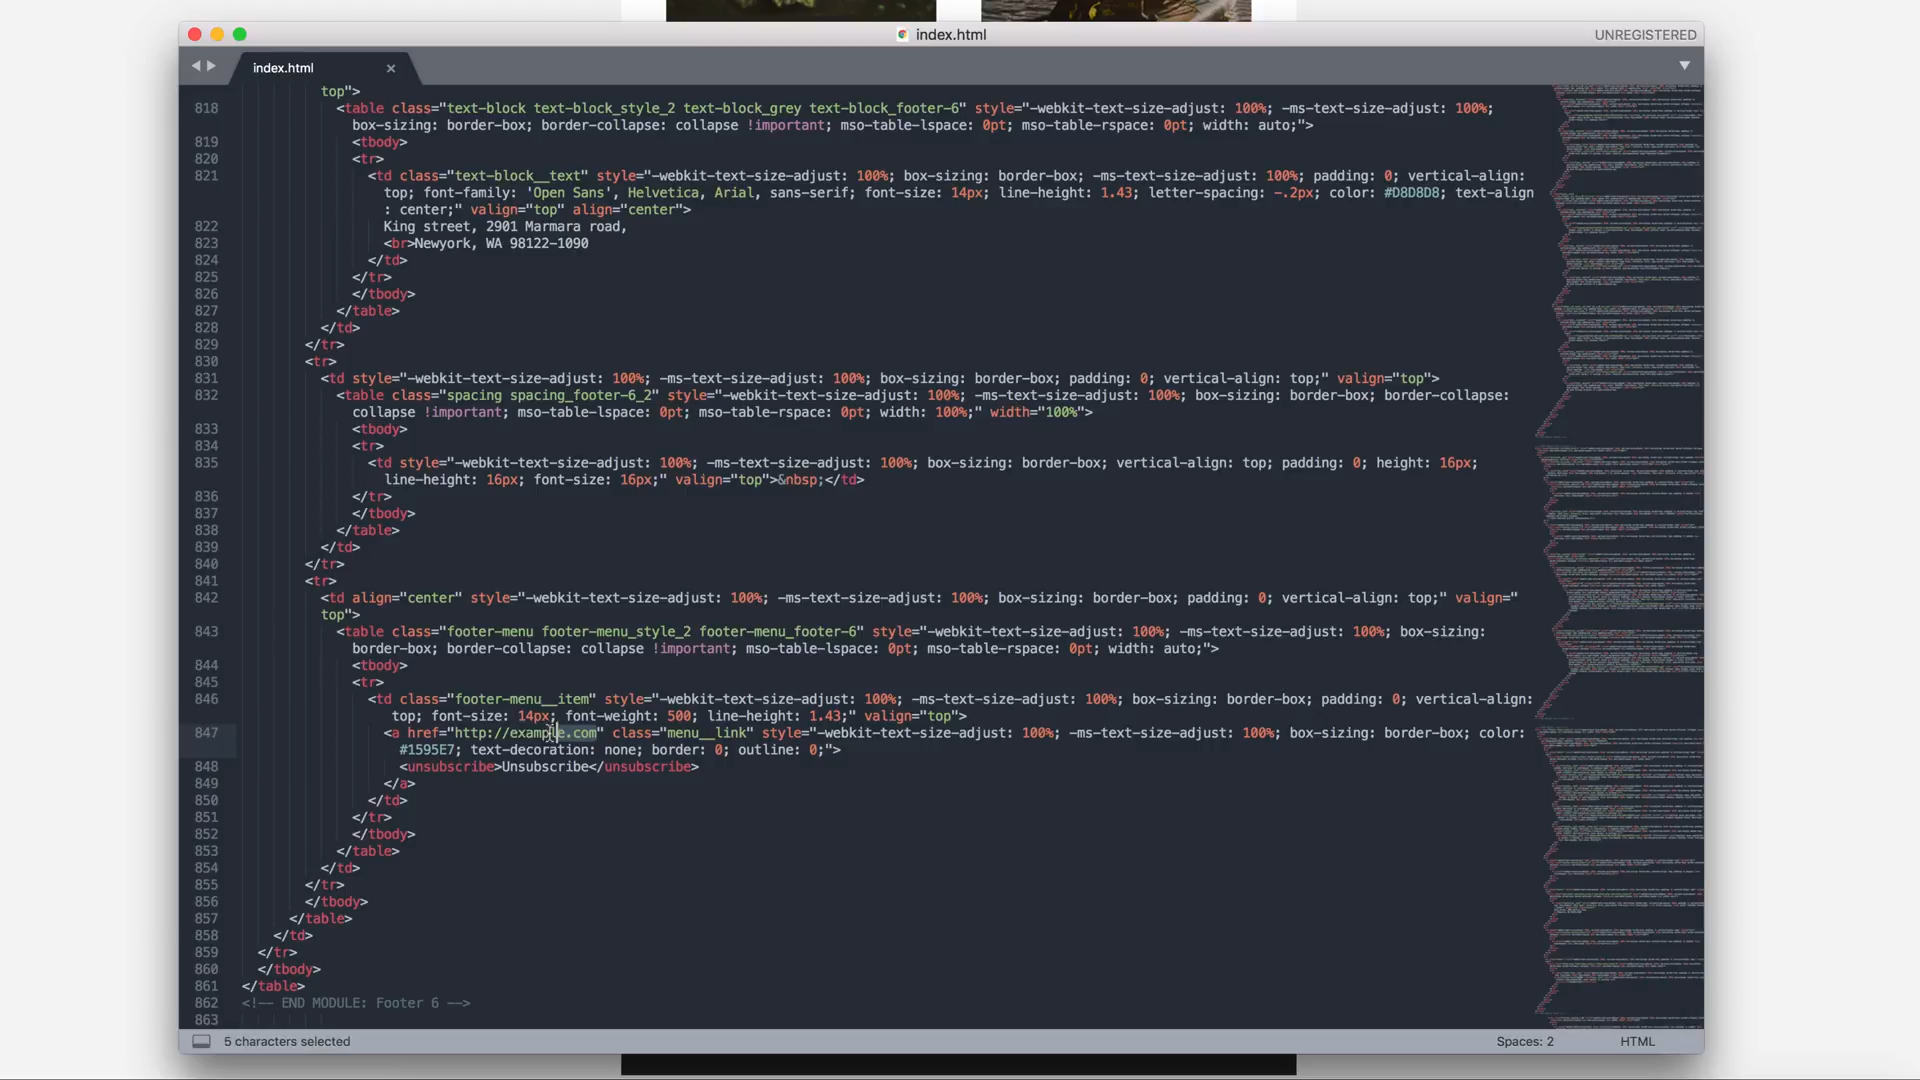 index.html
UNREGISTERED
index.html
top">
818 <table class="text-block text-block_style_2 text-block_grey text-block_footer-6" style="-webkit-text-size-adjust: 100%; -ms-text-size-adjust: 100%;
box-sizing: border-box; border-collapse: collapse !important; mso-table-lspace: 0pt; mso-table-rspace: 0pt; width: auto;">
819 <tbody>
820 <tr>
821 <td class="text-block__text" style="-webkit-text-size-adjust: 100%; box-sizing: border-box; -ms-text-size-adjust: 100%; padding: 0; vertical-align:
top; font-family: 'Open Sans', Helvetica, Arial, sans-serif; font-size: 14px; line-height: 1.43; letter-spacing: -.2px; color: #D8D8D8; text-align
: center;" valign="top" align="center">
822 King street, 2901 Marmara road,
823 <br>Newyork, WA 98122-1090
824 </td>
825 </tr>
826 </tbody>
827 </table>
828 </td>
829 </tr>
830 <tr>
831 <td style="-webkit-text-size-adjust: 100%; -ms-text-size-adjust: 100%; box-sizing: border-box; padding: 0; vertical-align: top;" valign="top">
832 <table class="spacing spacing_footer-6_2" style="-webkit-text-size-adjust: 100%; -ms-text-size-adjust: 100%; box-sizing: border-box; border-collapse:
collapse !important; mso-table-lspace: 0pt; mso-table-rspace: 0pt; width: 100%;" width="100%">
833 <tbody>
834 <tr>
835 <td style="-webkit-text-size-adjust: 100%; -ms-text-size-adjust: 100%; box-sizing: border-box; vertical-align: top; padding: 0; height: 16px;
line-height: 16px; font-size: 16px;" valign="top">&nbsp;</td>
836 </tr>
837 </tbody>
838 </table>
839 </td>
840 </tr>
841 <tr>
842 <td align="center" style="-webkit-text-size-adjust: 100%; -ms-text-size-adjust: 100%; box-sizing: border-box; padding: 0; vertical-align: top;" valign="
top">
843 <table class="footer-menu footer-menu_style_2 footer-menu_footer-6" style="-webkit-text-size-adjust: 100%; -ms-text-size-adjust: 100%; box-sizing:
border-box; border-collapse: collapse !important; mso-table-lspace: 0pt; mso-table-rspace: 0pt; width: auto;">
844 <tbody>
845 <tr>
846 <td class="footer-menu__item" style="-webkit-text-size-adjust: 100%; -ms-text-size-adjust: 100%; box-sizing: border-box; padding: 0; vertical-align:
top; font-size: 14px; font-weight: 500; line-height: 1.43;" valign="top">
847 <a href="http://example.com" class="menu__link" style="-webkit-text-size-adjust: 100%; -ms-text-size-adjust: 100%; box-sizing: border-box; color:
#1595E7; text-decoration: none; border: 0; outline: 0;">
848 <unsubscribe>Unsubscribe</unsubscribe>
849 </a>
850 </td>
851 </tr>
852 </tbody>
853 </table>
854 </td>
855 </tr>
856 </tbody>
857 </table>
858 </td>
859 </tr>
860 </tbody>
861 </table>
862 <!-- END MODULE: Footer 6 -->
863
5 characters selected
Spaces: 2
HTML